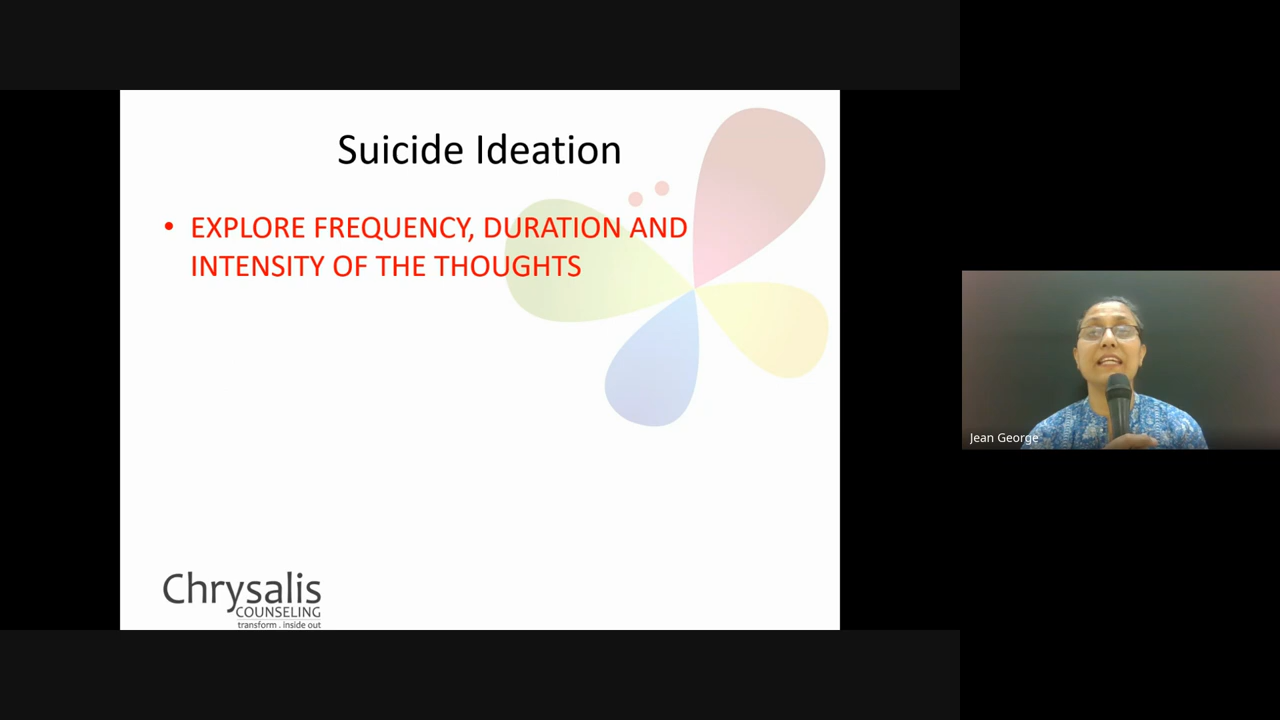 Suicide Ideation
• EXPLORE FREQUENCY, DURATION AND
INTENSITY OF THE THOUGHTS
Jean George
Chrysalis
COUNSELING
transform . inside out